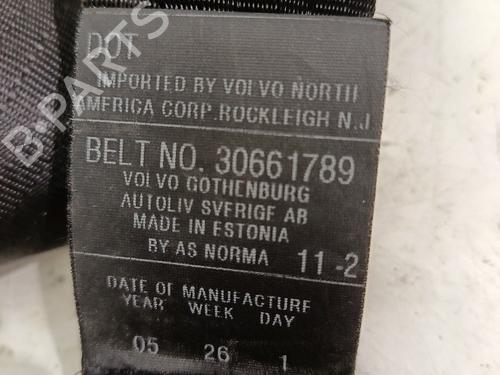 DOT
IMPORTED BY VOLVO NORTH
AMERICA CORP.ROCKLEIGH N.J
BELT NO. 30661789
VOLVO GOTHENBURG
AUTOLIV SVERIGE AB
MADE IN ESTONIA
BY AS NORMA 11-2
DATE OF MANUFACTURE
YEAR WEEK DAY
05 26 1
B-PARTS